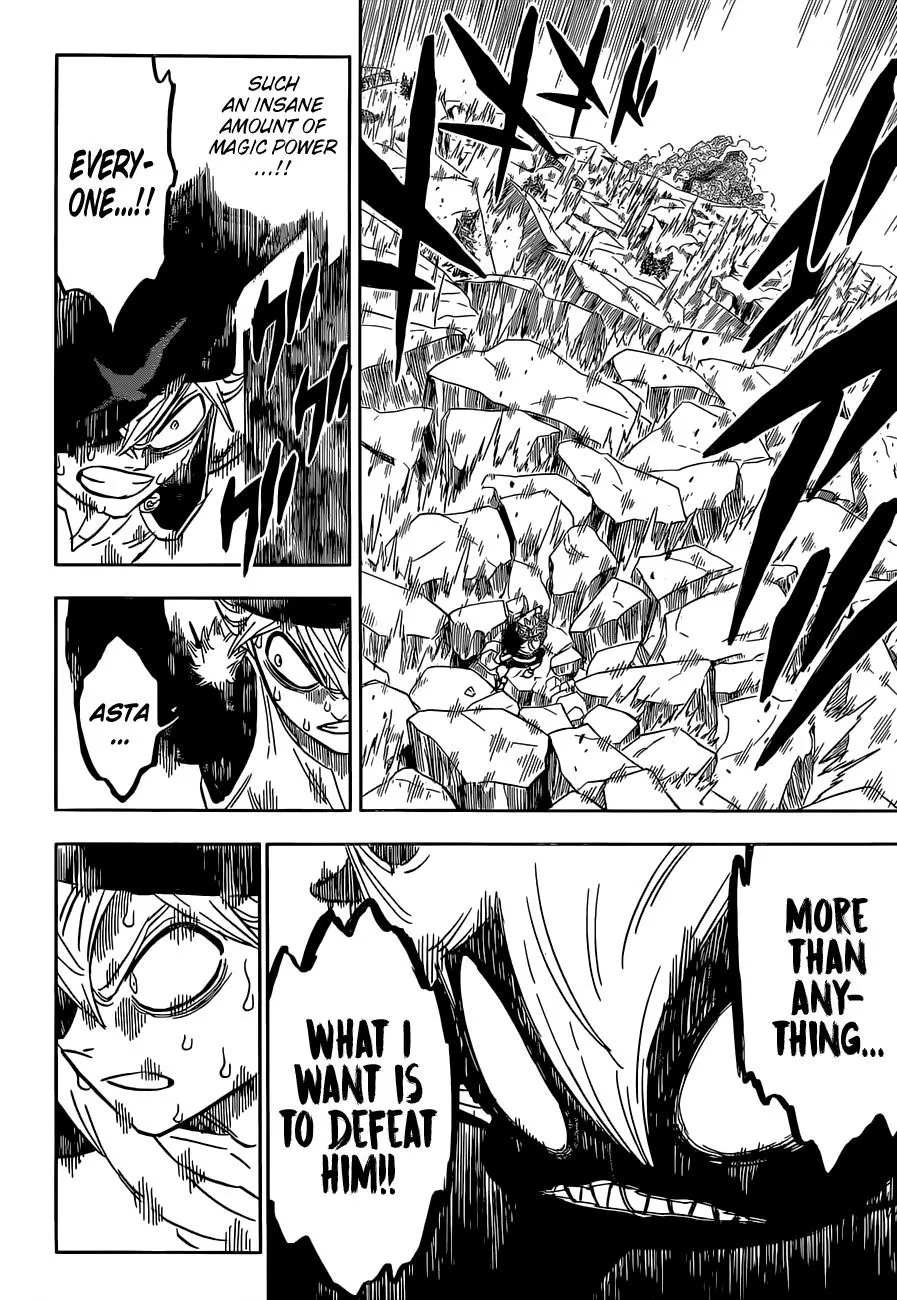 SUCH
AN INSANE
AMOUNT OF
MAGIC POWER
...!!
EVERY-
ONE...!!
ASTA
...
MORE
THAN
ANY-
THING...
WHAT I
WANT IS
TO DEFEAT
HIM!!